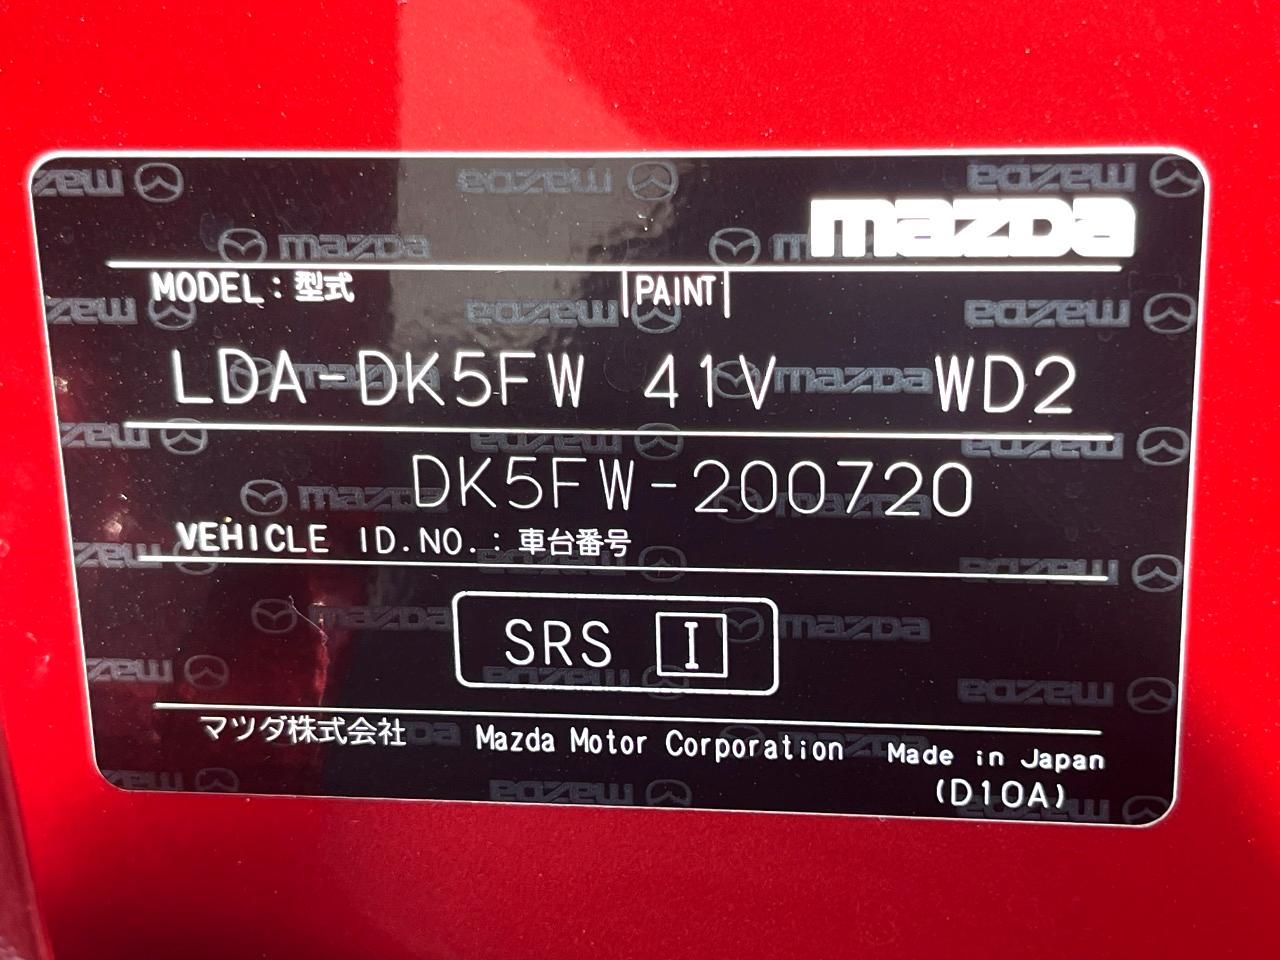 mazda
MODEL: 型式 |PAINT|
LDA-DK5FW 41V WD2
DK5FW-200720
VEHICLE ID.NO.: 車台番号
SRS I
マツダ株式会社 Mazda Motor Corporation Made in Japan
(D10A)